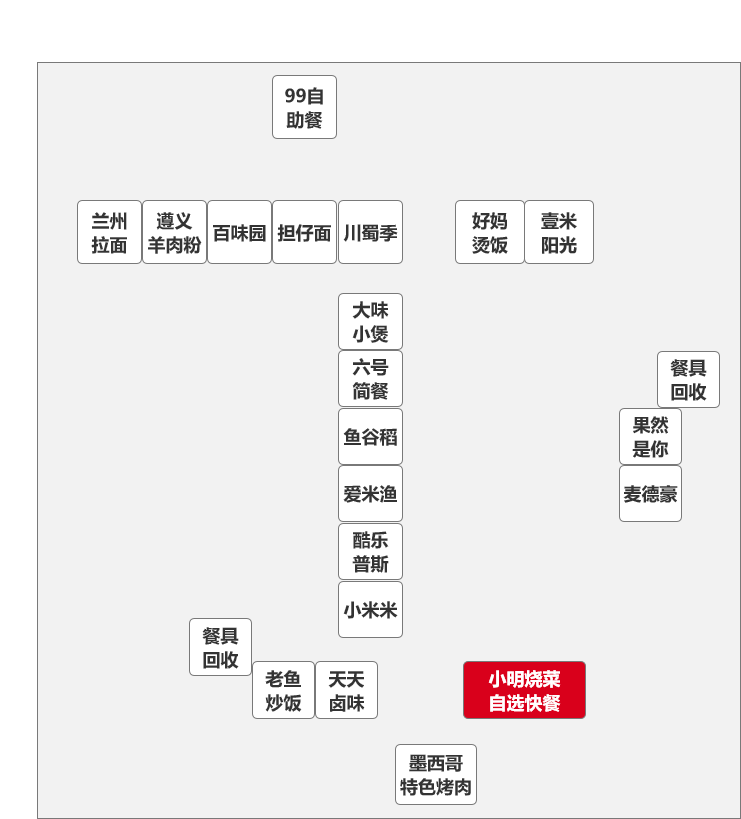 99自
助餐
兰州
拉面
遵义
羊肉粉
百味园
担仔面
川蜀季
好妈
烫饭
壹米
阳光
大味
小煲
六号
简餐
餐具
回收
鱼谷稻
果然
是你
爱米渔
麦德豪
酷乐
普斯
小米米
餐具
回收
老鱼
炒饭
天天
卤味
小明烧菜
自选快餐
墨西哥
特色烤肉